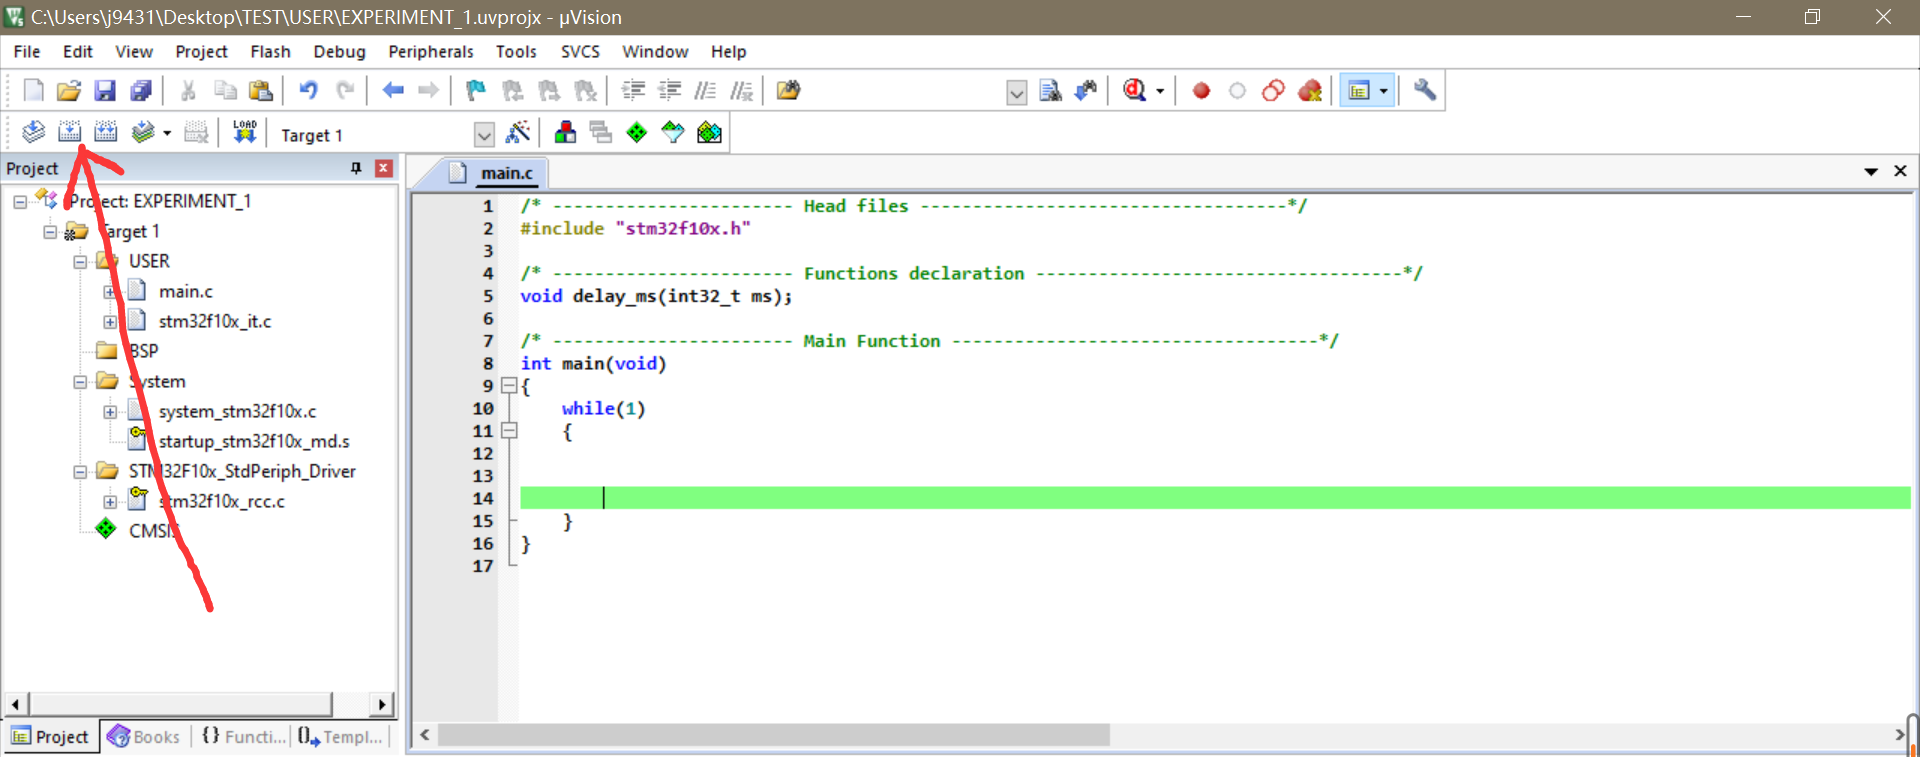 C:\Users\j9431\Desktop\TEST\USER\EXPERIMENT_1.uvprojx - µVision
File Edit View Project Flash Debug Peripherals Tools SVCS Window Help
LOAD
Target 1
Project
main.c
Project: EXPERIMENT_1
Target 1
USER
main.c
stm32f10x_it.c
BSP
System
system_stm32f10x.c
startup_stm32f10x_md.s
STM32F10x_StdPeriph_Driver
stm32f10x_rcc.c
CMSIS
1 /* ----------------------- Head files -----------------------------------*/
2 #include "stm32f10x.h"
3
4 /* ----------------------- Functions declaration -----------------------------------*/
5 void delay_ms(int32_t ms);
6
7 /* ----------------------- Main Function -----------------------------------*/
8 int main(void)
9 {
10 while(1)
11 {
12
13
14
15 }
16 }
17
Project Books {} Functi... Templ...